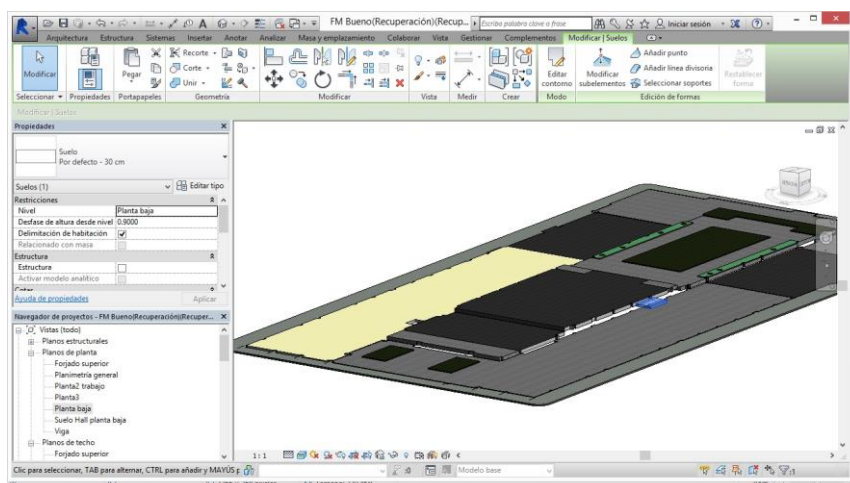 FM Bueno(Recuperación)(Recup...
Escriba palabra clave o frase
Iniciar sesión
Arquitectura Estructura Sistemas Insertar Anotar Analizar Masa y emplazamiento Colaborar Vista Gestionar Complementos Modificar | Suelos
Modificar
Pegar
Recorte
Corte
Unir
Editar contorno
Modificar subelementos
Añadir punto
Añadir línea divisoria
Seleccionar soportes
Restablecer forma
Seleccionar Propiedades Portapapeles Geometría Modificar Vista Medir Crear Modo Edición de formas
Modificar | Suelos
Propiedades
Suelo
Por defecto - 30 cm
Suelos (1) Editar tipo
Restricciones
Nivel Planta baja
Desfase de altura desde nivel 0.9000
Delimitación de habitación
Relacionado con masa
Estructura
Estructura
Activar modelo analítico
Cotas
Ayuda de propiedades Aplicar
Navegador de proyectos - FM Bueno(Recuperación)(Recuper...
Vistas (todo)
Planos estructurales
Planos de planta
Forjado superior
Planimetría general
Planta2 trabajo
Planta3
Planta baja
Suelo Hall planta baja
Viga
Planos de techo
Forjado superior
1:1
Clic para seleccionar, TAB para alternar, CTRL para añadir y MAYÚS
Modelo base
:1